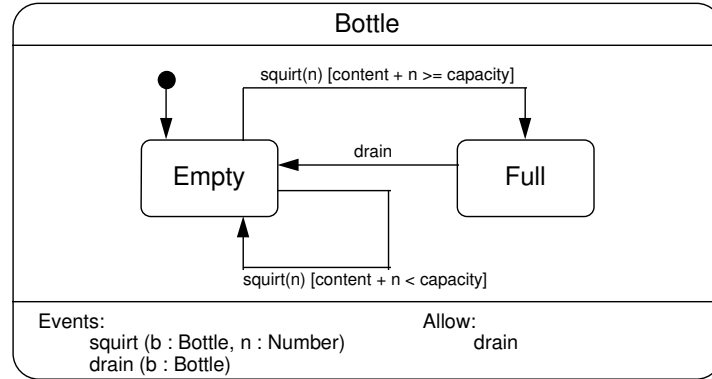 Bottle
squirt(n) [content + n >= capacity]
drain
Empty
Full
squirt(n) [content + n < capacity]
Events:
squirt (b : Bottle, n : Number)
drain (b : Bottle)
Allow:
drain